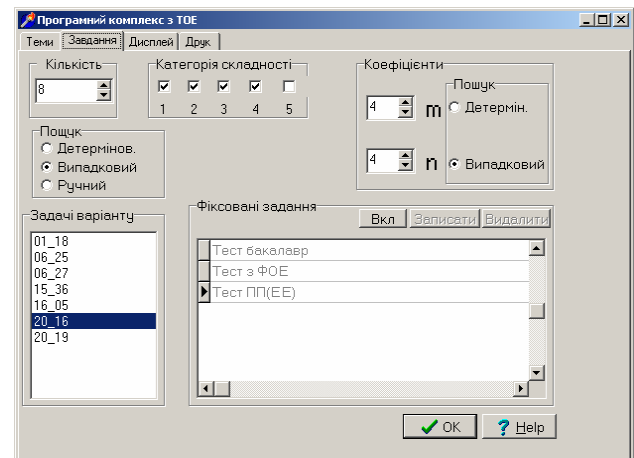 Програмний комплекс з ТОЕ
Теми Завдання Дисплей Друк
Кількість
8
Категорія складності
1 2 3 4 5
Коефіцієнти
Пошук
4 m Детермін.
4 n Випадковий
Пощук
Детермінов.
Випадковий
Ручний
Задачі варіанту
01_18
06_25
06_27
15_36
16_05
20_16
20_19
Фіксовані задання
Вкл Записати Видалити
Тест бакалавр
Тест з ФОЕ
Тест ПП(ЕЕ)
OK Help